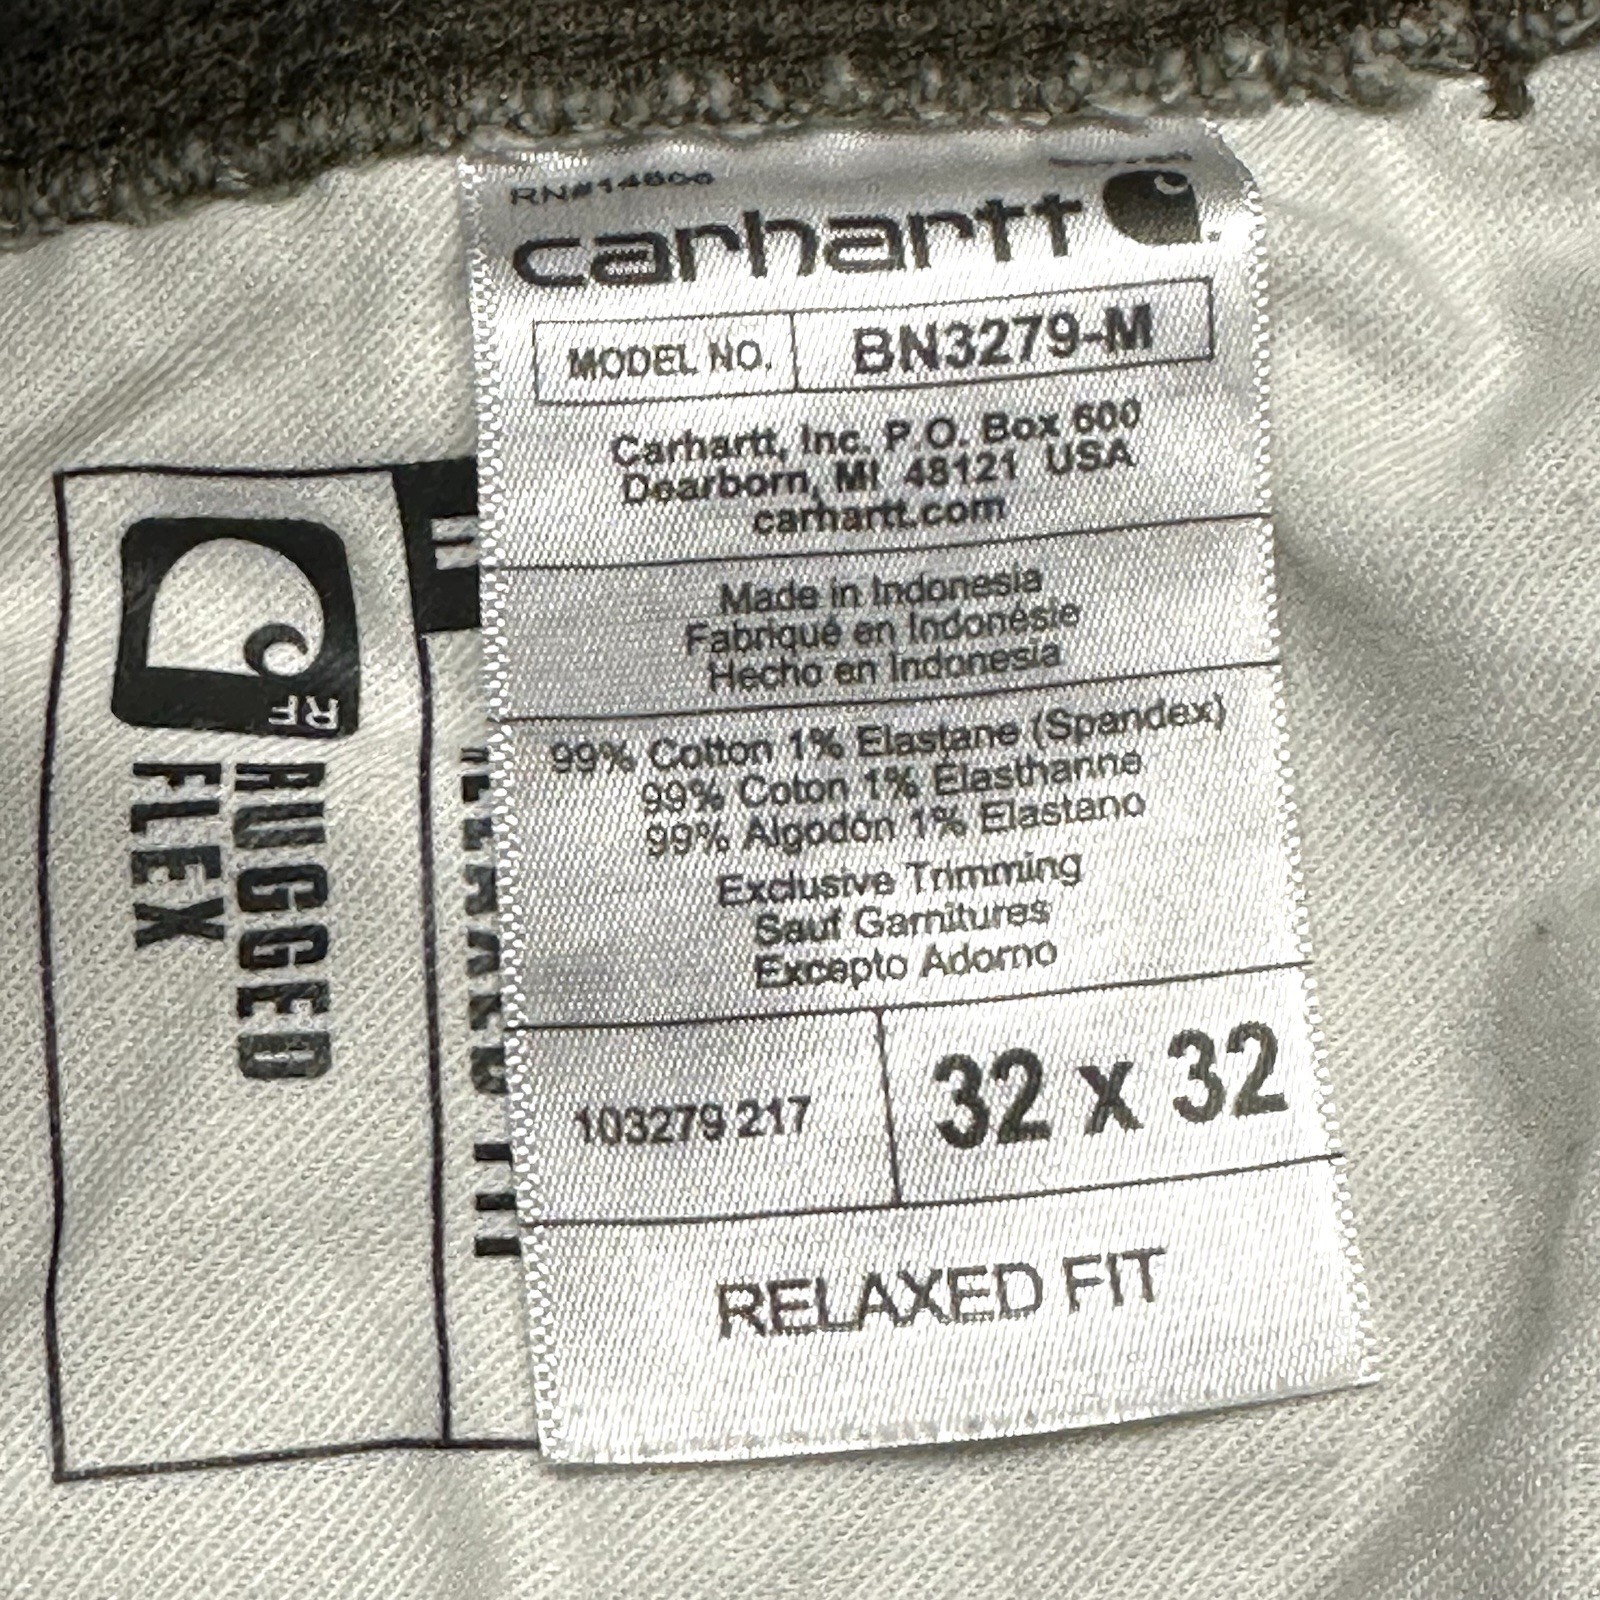 RN#14806
carhartt
MODEL NO. BN3279-M
Carhartt, Inc. P.O. Box 600
Dearborn, MI 48121 USA
carhartt.com
Made in Indonesia
Fabriqué en Indonésie
Hecho en Indonesia
99% Cotton 1% Elastane (Spandex)
99% Coton 1% Élasthanne
99% Algodón 1% Elastano
Exclusive Trimming
Sauf Garnitures
Excepto Adorno
103279 217
32 x 32
RELAXED FIT
RF
RUGGED
FLEX